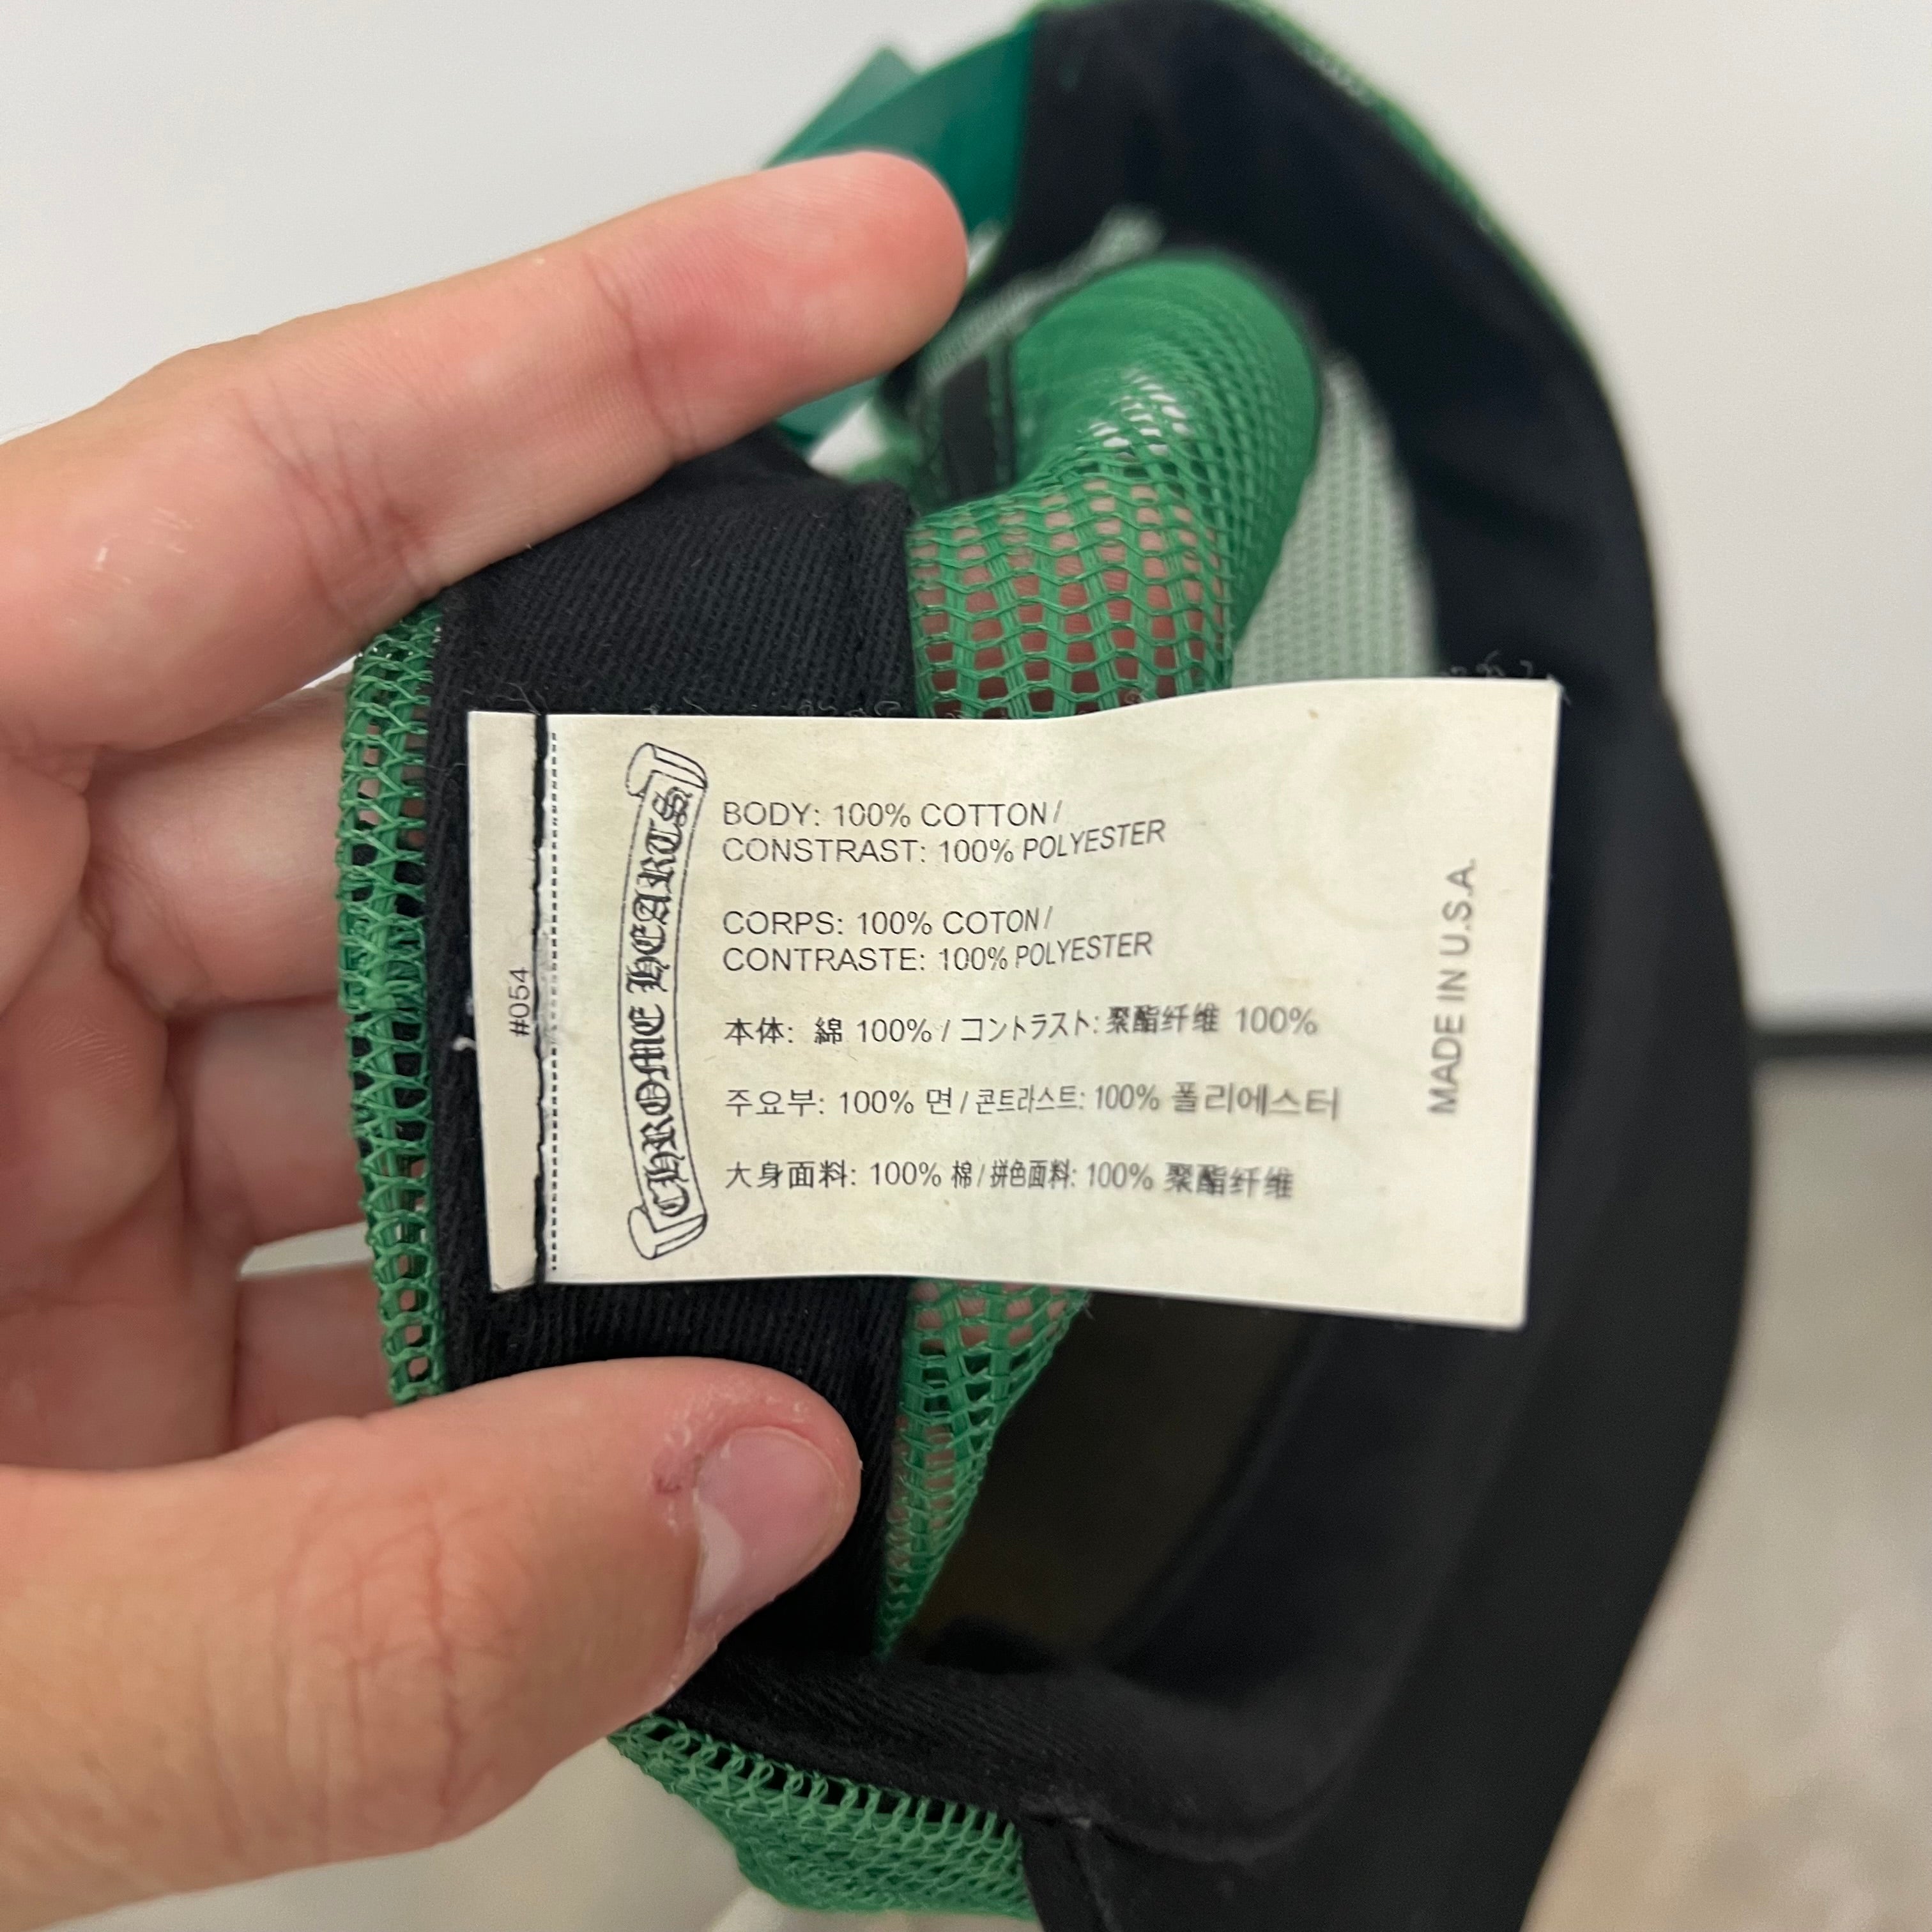 #054
CHROME HEARTS
BODY: 100% COTTON /
CONSTRAST: 100% POLYESTER
CORPS: 100% COTON /
CONTRASTE: 100% POLYESTER
本体: 綿 100% / コントラスト: 聚酯纤维 100%
주요부: 100% 면 / 콘트라스트: 100% 폴리에스터
大身面料: 100% 棉 / 拼色面料: 100% 聚酯纤维
MADE IN U.S.A.